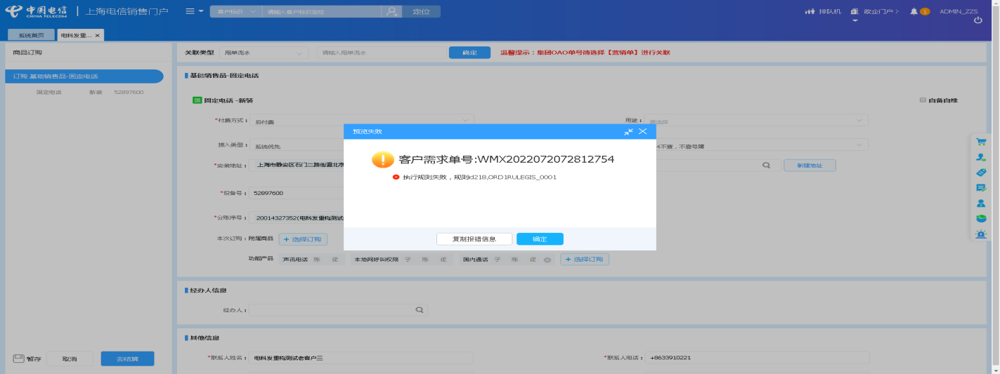 中国电信 CHINA TELECOM 上海电信销售门户 客户标识 请输入客户标识定位 定位 排队机 政企门户 1 ADMIN_ZZS
系统首页 电科发重... ×
商品订购
订购 基础销售品-固定电话
固定电话 新装 52897600
关联类型 甩单流水 请输入甩单流水 确定 温馨提示：集团OAO单号请选择【营销单】进行关联
基础销售品-固定电话
固定电话 -新装 自备自维
*付费方式： 后付费 用途： 请选择
接入类型： 系统优先 4不查，不登号簿
*安装地址： 上海市静安区石门二路街道北京 新建地址
*设备号： 52897600
*分账序号： 20014327352(电科发重构测试
本次订购： 附属商品 + 选择订购
功能产品 声讯电话 账 促 本地网呼叫权限 子 账 促 国内通话 子 账 促 + 选择订购
预览失败
客户需求单号:WMX2022072072812754
执行规则失败，规则id218,ORD1RULEGIS_0001
复制报错信息 确定
经办人信息
经办人：
其他信息
*联系人姓名： 电科发重构测试老客户三 *联系人电话： +8633910221
暂存 取消 去结算